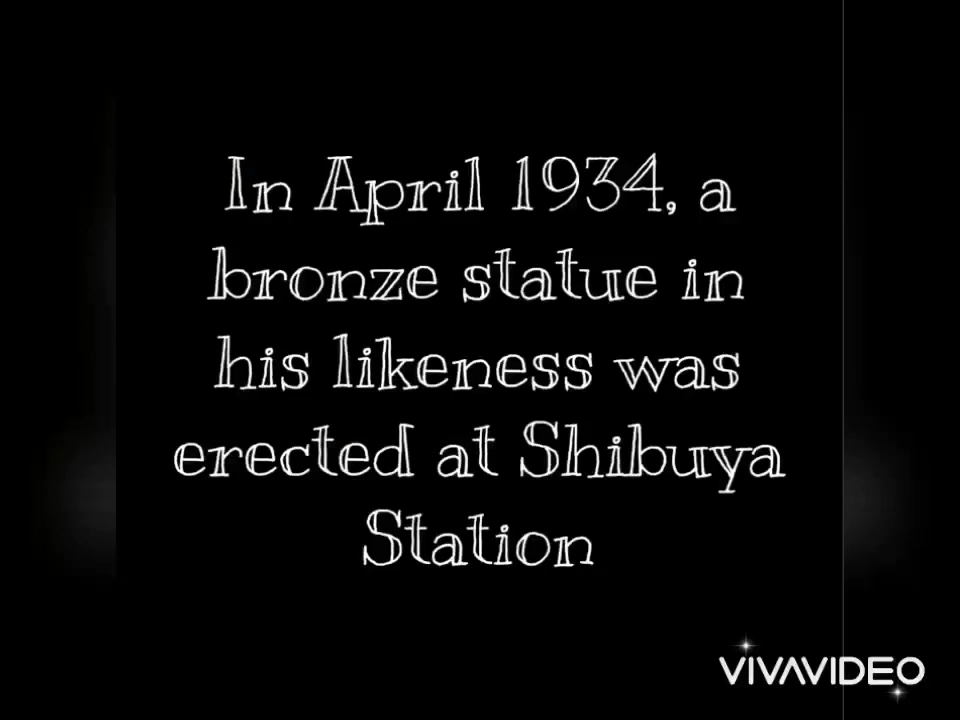 In April 1934, a
bronze statue in
his likeness was
erected at Shibuya
Station
VIVAVIDEO